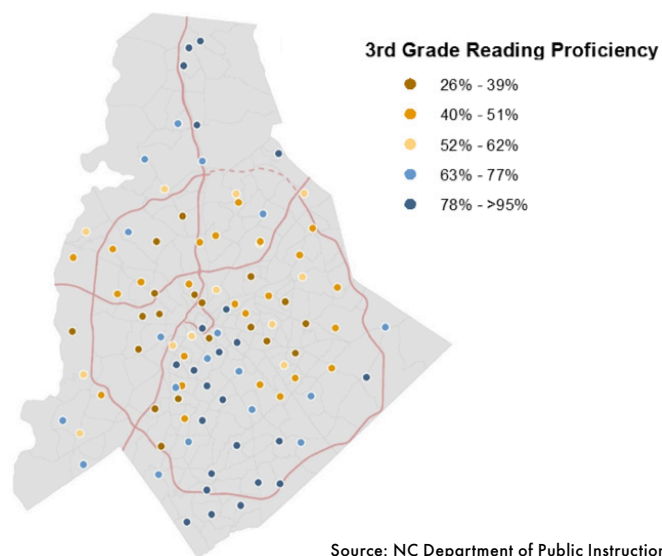 3rd Grade Reading Proficiency
26% - 39%
40% - 51%
52% - 62%
63% - 77%
78% - >95%
Source: NC Department of Public Instruction